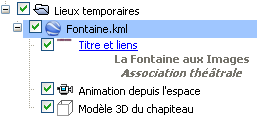 Lieux temporaires
Fontaine.kml
Titre et liens
La Fontaine aux Images
Association théâtrale
Animation depuis l'espace
Modèle 3D du chapiteau